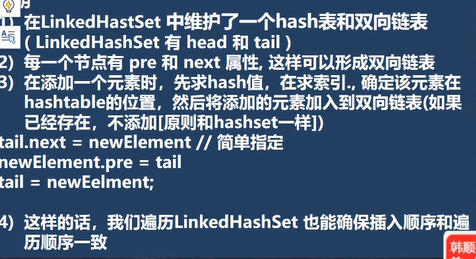 1) 在LinkedHastSet 中维护了一个hash表和双向链表
( LinkedHashSet 有 head 和 tail )
2) 每一个节点有 pre 和 next 属性, 这样可以形成双向链表
3) 在添加一个元素时，先求hash值，在求索引., 确定该元素在
hashtable的位置，然后将添加的元素加入到双向链表(如果
已经存在，不添加[原则和hashset一样])
tail.next = newElement // 简单指定
newElement.pre = tail
tail = newEelment;
4) 这样的话，我们遍历LinkedHashSet 也能确保插入顺序和遍
历顺序一致
韩顺